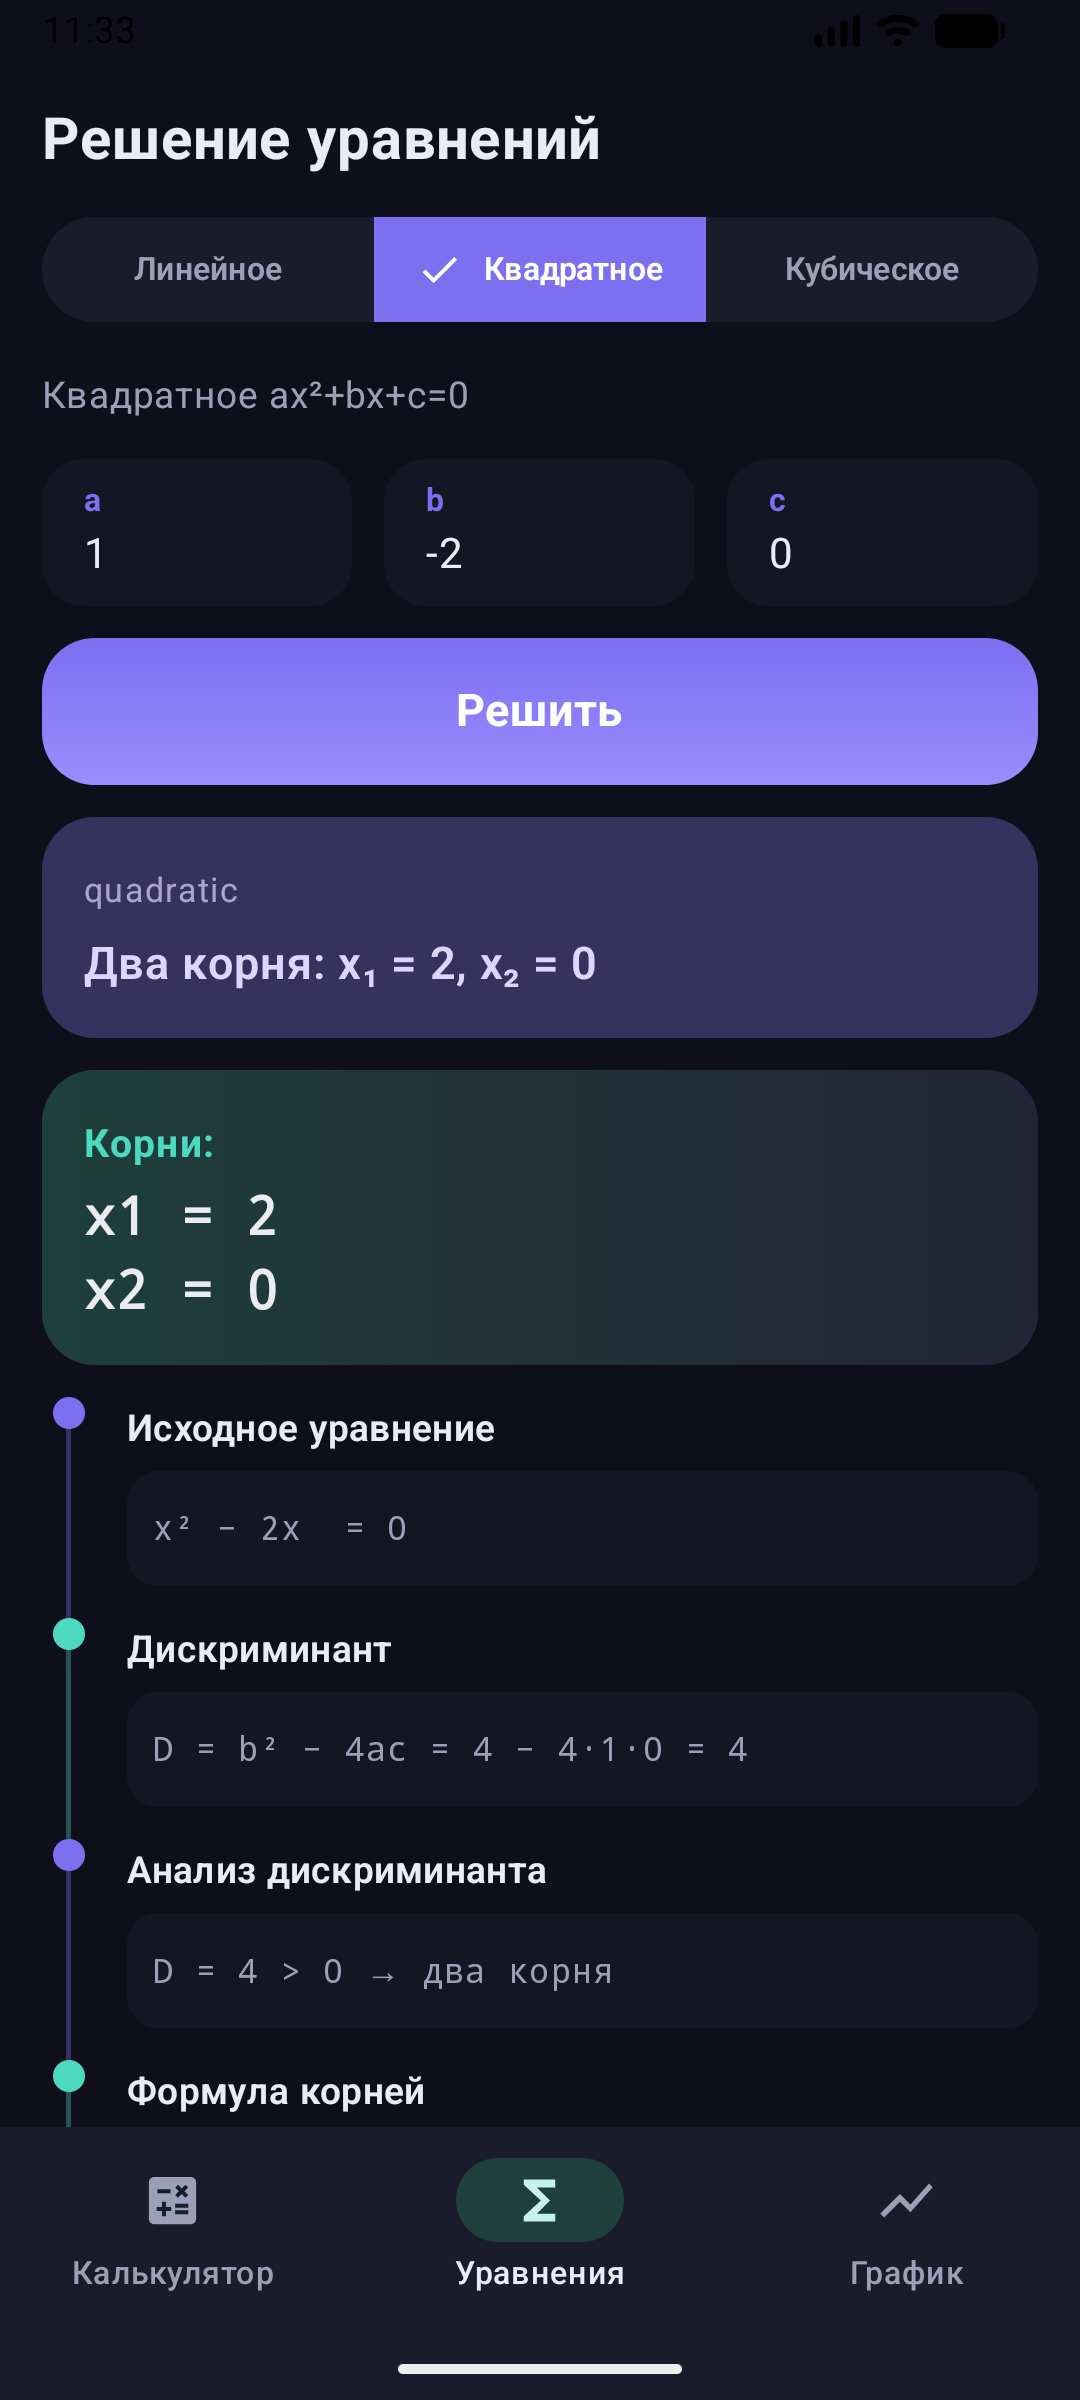 11:33
Решение уравнений
Линейное
Квадратное
Кубическое
Квадратное ax²+bx+c=0
a
b
c
1
-2
0
Решить
quadratic
Два корня: x₁ = 2, x₂ = 0
Корни:
x1 = 2
x2 = 0
Исходное уравнение
x² − 2x  = 0
Дискриминант
D = b² − 4ac = 4 − 4·1·0 = 4
Анализ дискриминанта
D = 4 > 0 → два корня
Формула корней
Калькулятор
Уравнения
График